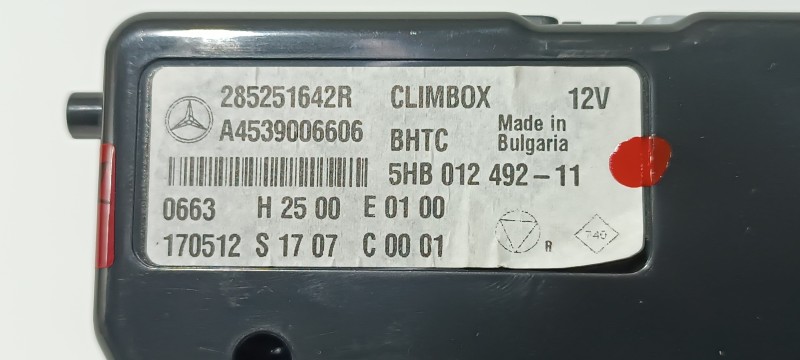 285251642R CLIMBOX 12V
A4539006606 BHTC Made in Bulgaria
5HB 012 492-11
0663 H 25 00 E 01 00
170512 S 17 07 C 00 01
R 740